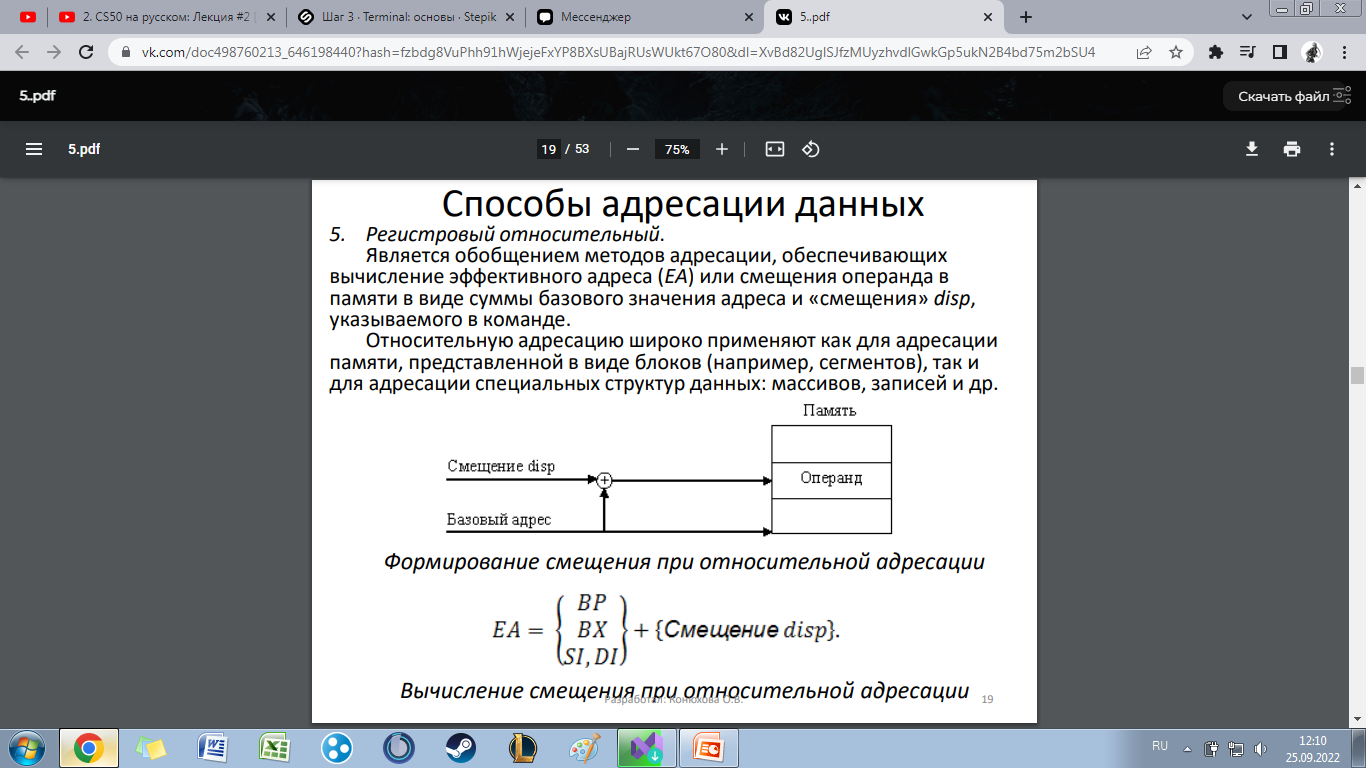 2. CS50 на русском: Лекция #2
Шаг 3 · Terminal: основы · Stepik
Мессенджер
5..pdf
vk.com/doc498760213_646198440?hash=fzbdg8VuPhh91hWjejeFxYP8BXsUBajRUsWUkt67O80&dl=XvBd82UglSJfzMUyzhvdlGwkGp5ukN2B4bd75m2bSU4
5..pdf
Скачать файл
5.pdf
19 / 53
75%
Способы адресации данных
5. Регистровый относительный.
Является обобщением методов адресации, обеспечивающих
вычисление эффективного адреса (EA) или смещения операнда в
памяти в виде суммы базового значения адреса и «смещения» disp,
указываемого в команде.
Относительную адресацию широко применяют как для адресации
памяти, представленной в виде блоков (например, сегментов), так и
для адресации специальных структур данных: массивов, записей и др.
Память
Смещение disp
+
Операнд
Базовый адрес
Формирование смещения при относительной адресации
BP
EA = { BX } + {Смещение disp}.
SI, DI
Вычисление смещения при относительной адресации
Разработал: Конюхова О.В.
19
RU
12:10
25.09.2022